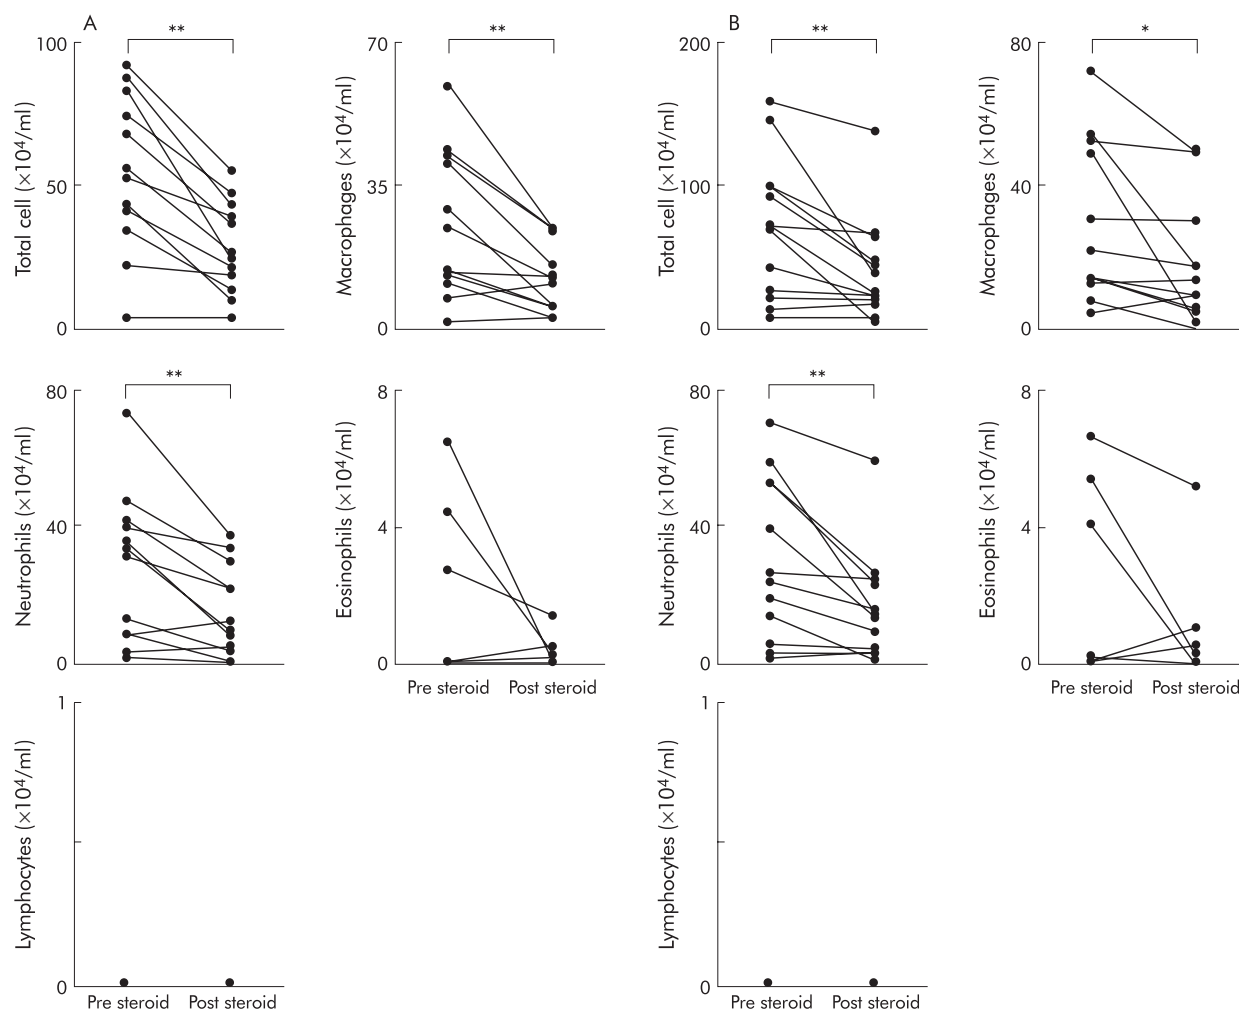 A
Total cell (×10⁴/ml)
100
50
0
**
Macrophages (×10⁴/ml)
70
35
0
**
B
Total cell (×10⁴/ml)
200
100
0
**
Macrophages (×10⁴/ml)
80
40
0
*
Neutrophils (×10⁴/ml)
80
40
0
**
Eosinophils (×10⁴/ml)
8
4
0
Pre steroid Post steroid
Neutrophils (×10⁴/ml)
80
40
0
**
Eosinophils (×10⁴/ml)
8
4
0
Pre steroid Post steroid
Lymphocytes (×10⁴/ml)
1
0
Pre steroid Post steroid
Lymphocytes (×10⁴/ml)
1
0
Pre steroid Post steroid